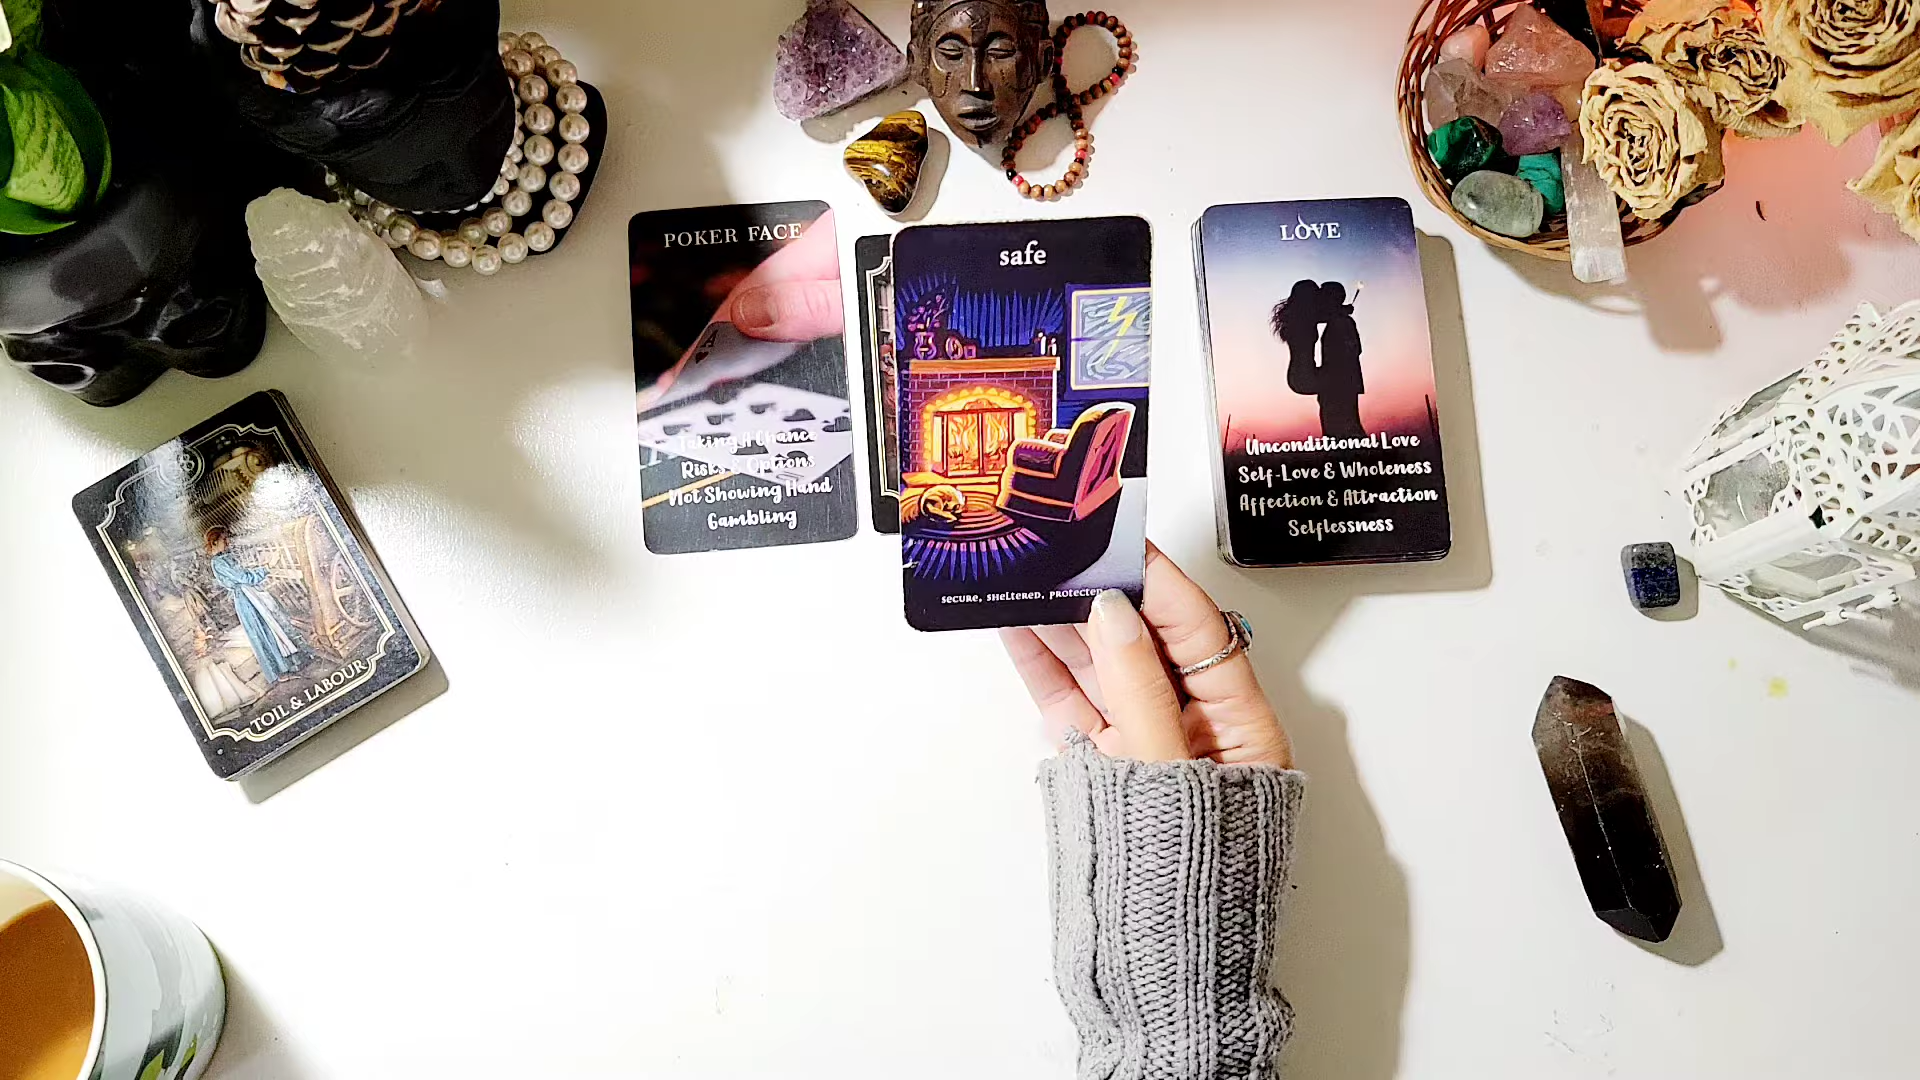 POKER FACE
Taking A Chance
Risks & Options
Not Showing Hand
Gambling
safe
secure, sheltered, protected
LOVE
Unconditional Love
Self-Love & Wholeness
Affection & Attraction
Selflessness
TOIL & LABOUR